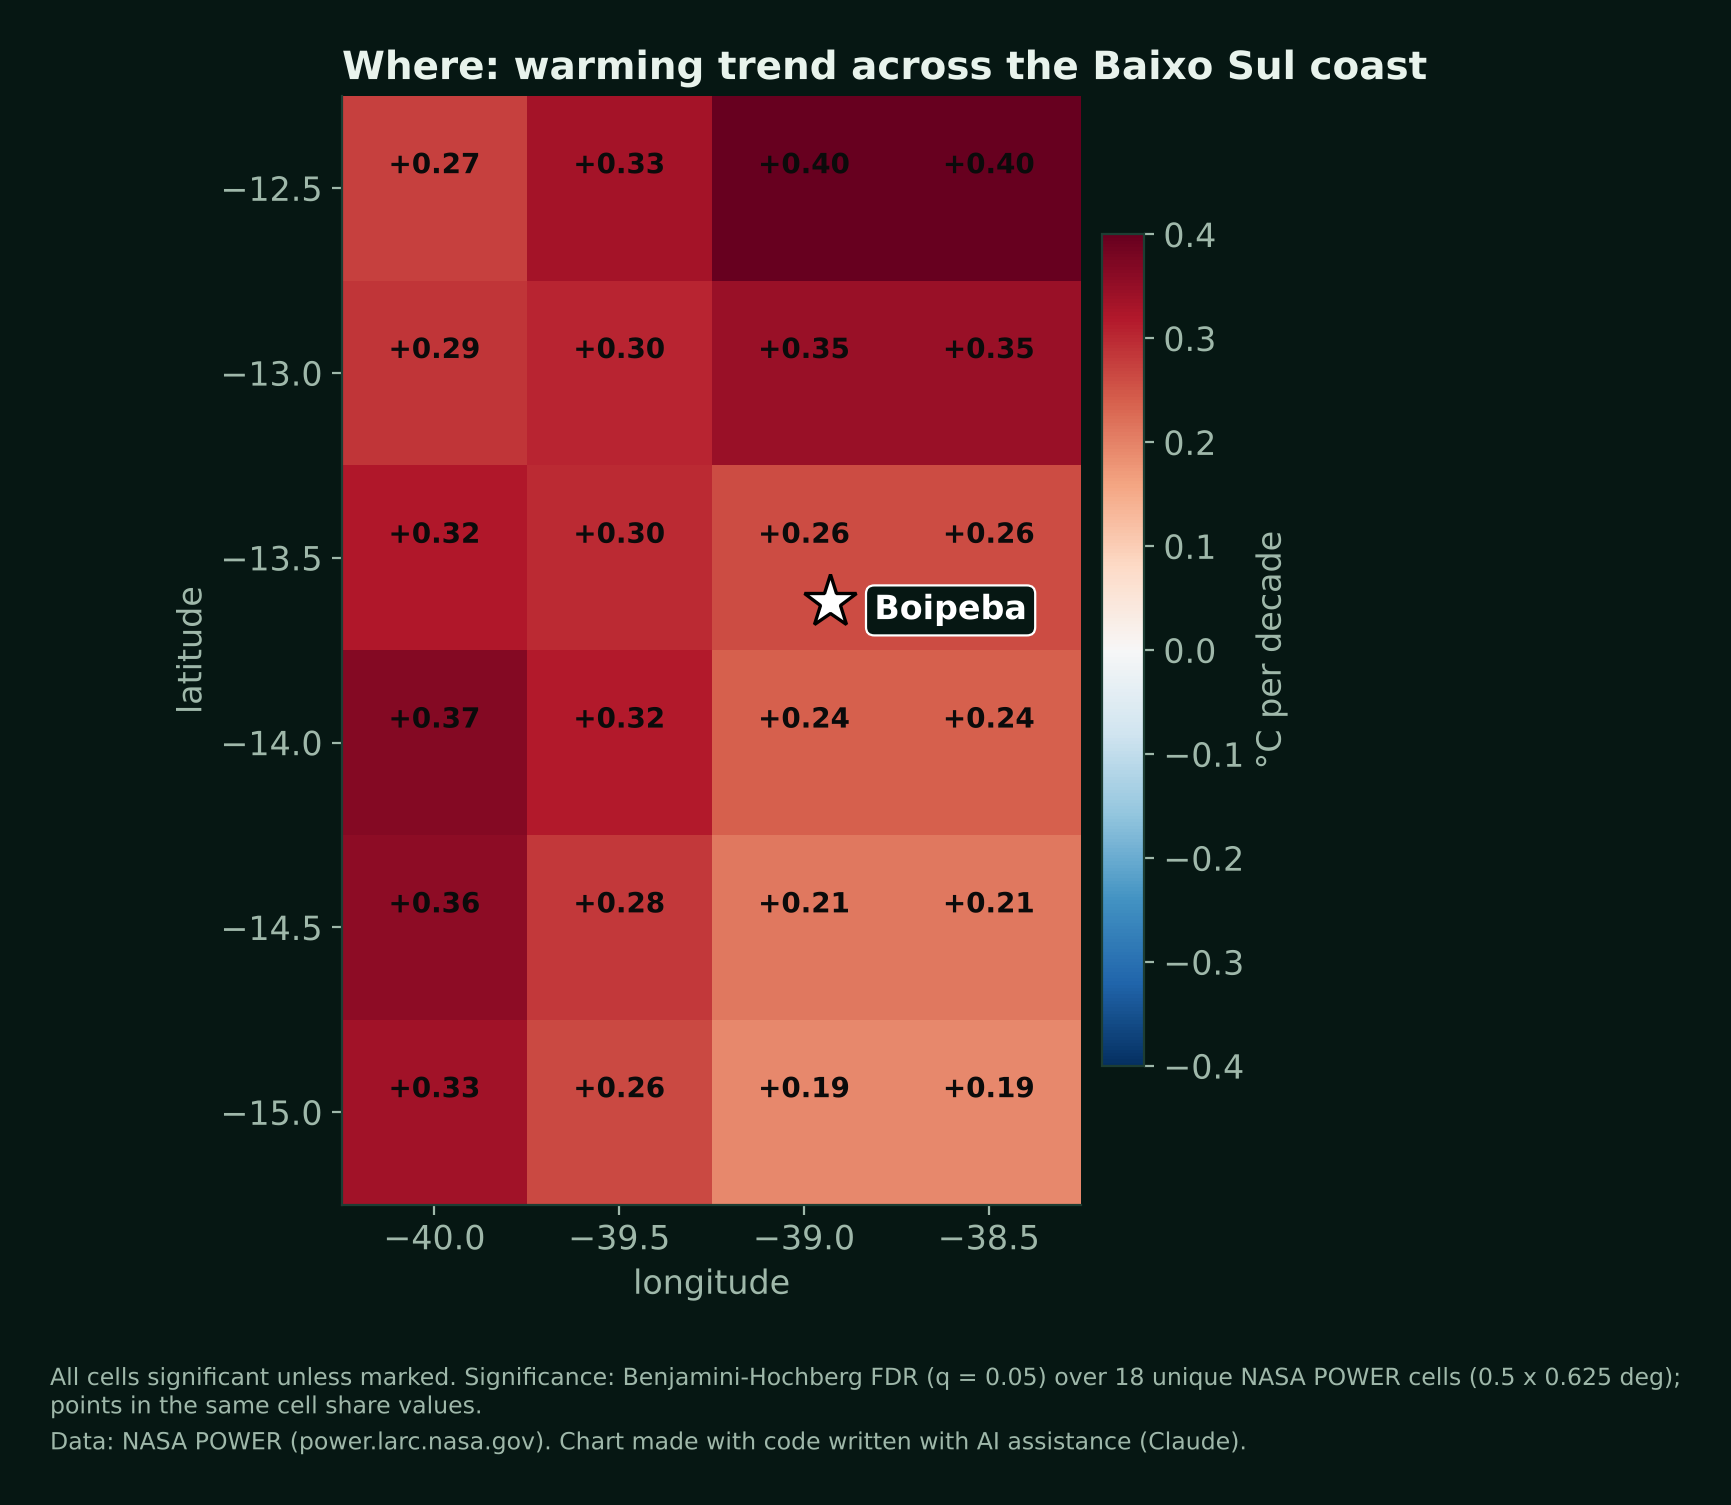 Where: warming trend across the Baixo Sul coast
+0.27 +0.33 +0.40 +0.40
+0.29 +0.30 +0.35 +0.35
+0.32 +0.30 +0.26 +0.26
Boipeba
+0.37 +0.32 +0.24 +0.24
+0.36 +0.28 +0.21 +0.21
+0.33 +0.26 +0.19 +0.19
−12.5
−13.0
−13.5
−14.0
−14.5
−15.0
latitude
−40.0 −39.5 −39.0 −38.5
longitude
0.4
0.3
0.2
0.1
0.0
−0.1
−0.2
−0.3
−0.4
°C per decade
All cells significant unless marked. Significance: Benjamini-Hochberg FDR (q = 0.05) over 18 unique NASA POWER cells (0.5 x 0.625 deg);
points in the same cell share values.
Data: NASA POWER (power.larc.nasa.gov). Chart made with code written with AI assistance (Claude).